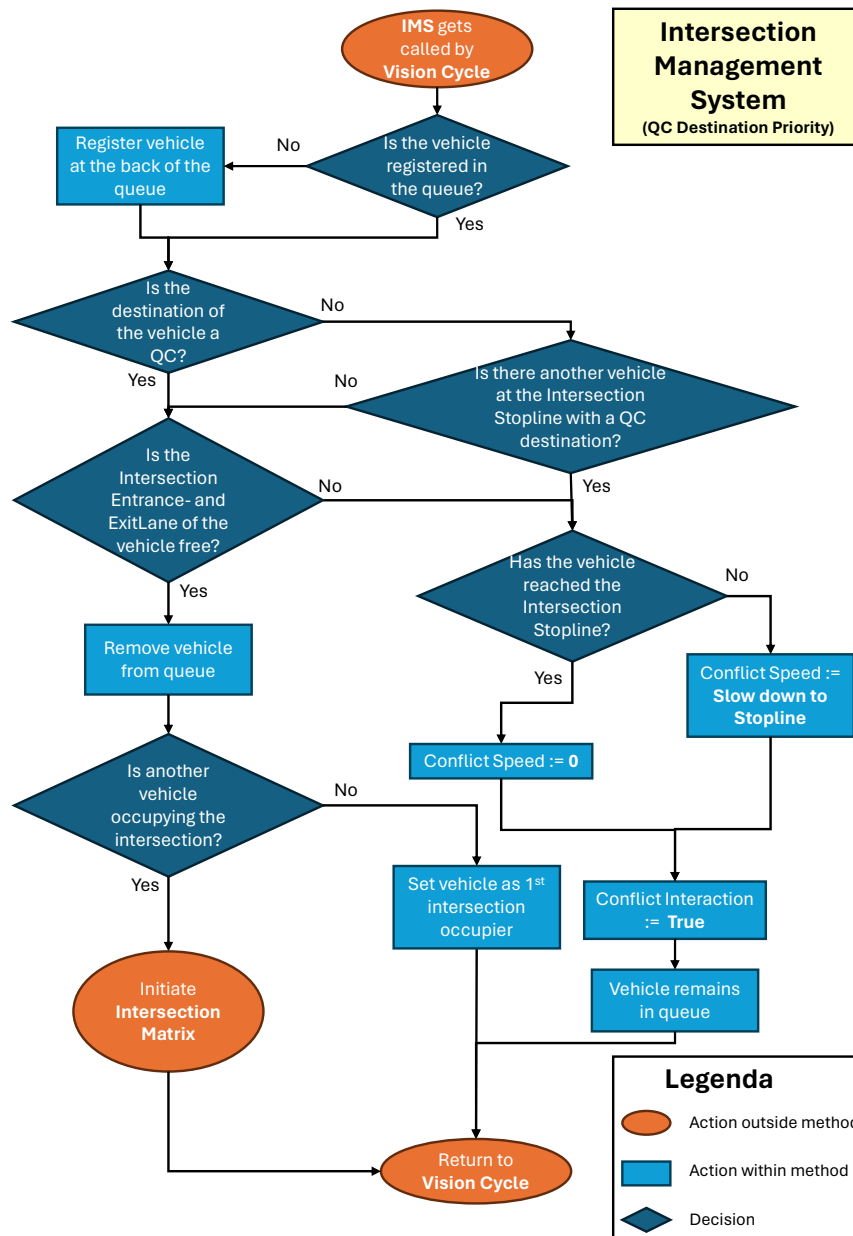 IMS gets
called by
Vision Cycle
Intersection
Management
System
(QC Destination Priority)
Register vehicle
at the back of the
queue
No
Is the vehicle
registered in
the queue?
Yes
Is the
destination of
the vehicle a
QC?
No
Yes
No
Is there another vehicle
at the Intersection
Stopline with a QC
destination?
Is the
Intersection
Entrance- and
ExitLane of the
vehicle free?
No
Yes
Yes
Has the vehicle
reached the
Intersection
Stopline?
No
Yes
Remove vehicle
from queue
Conflict Speed :=
Slow down to
Stopline
Conflict Speed := 0
Is another
vehicle
occupying the
intersection?
No
Yes
Set vehicle as 1st
intersection
occupier
Conflict Interaction
:= True
Initiate
Intersection
Matrix
Vehicle remains
in queue
Return to
Vision Cycle
Legenda
Action outside method
Action within method
Decision